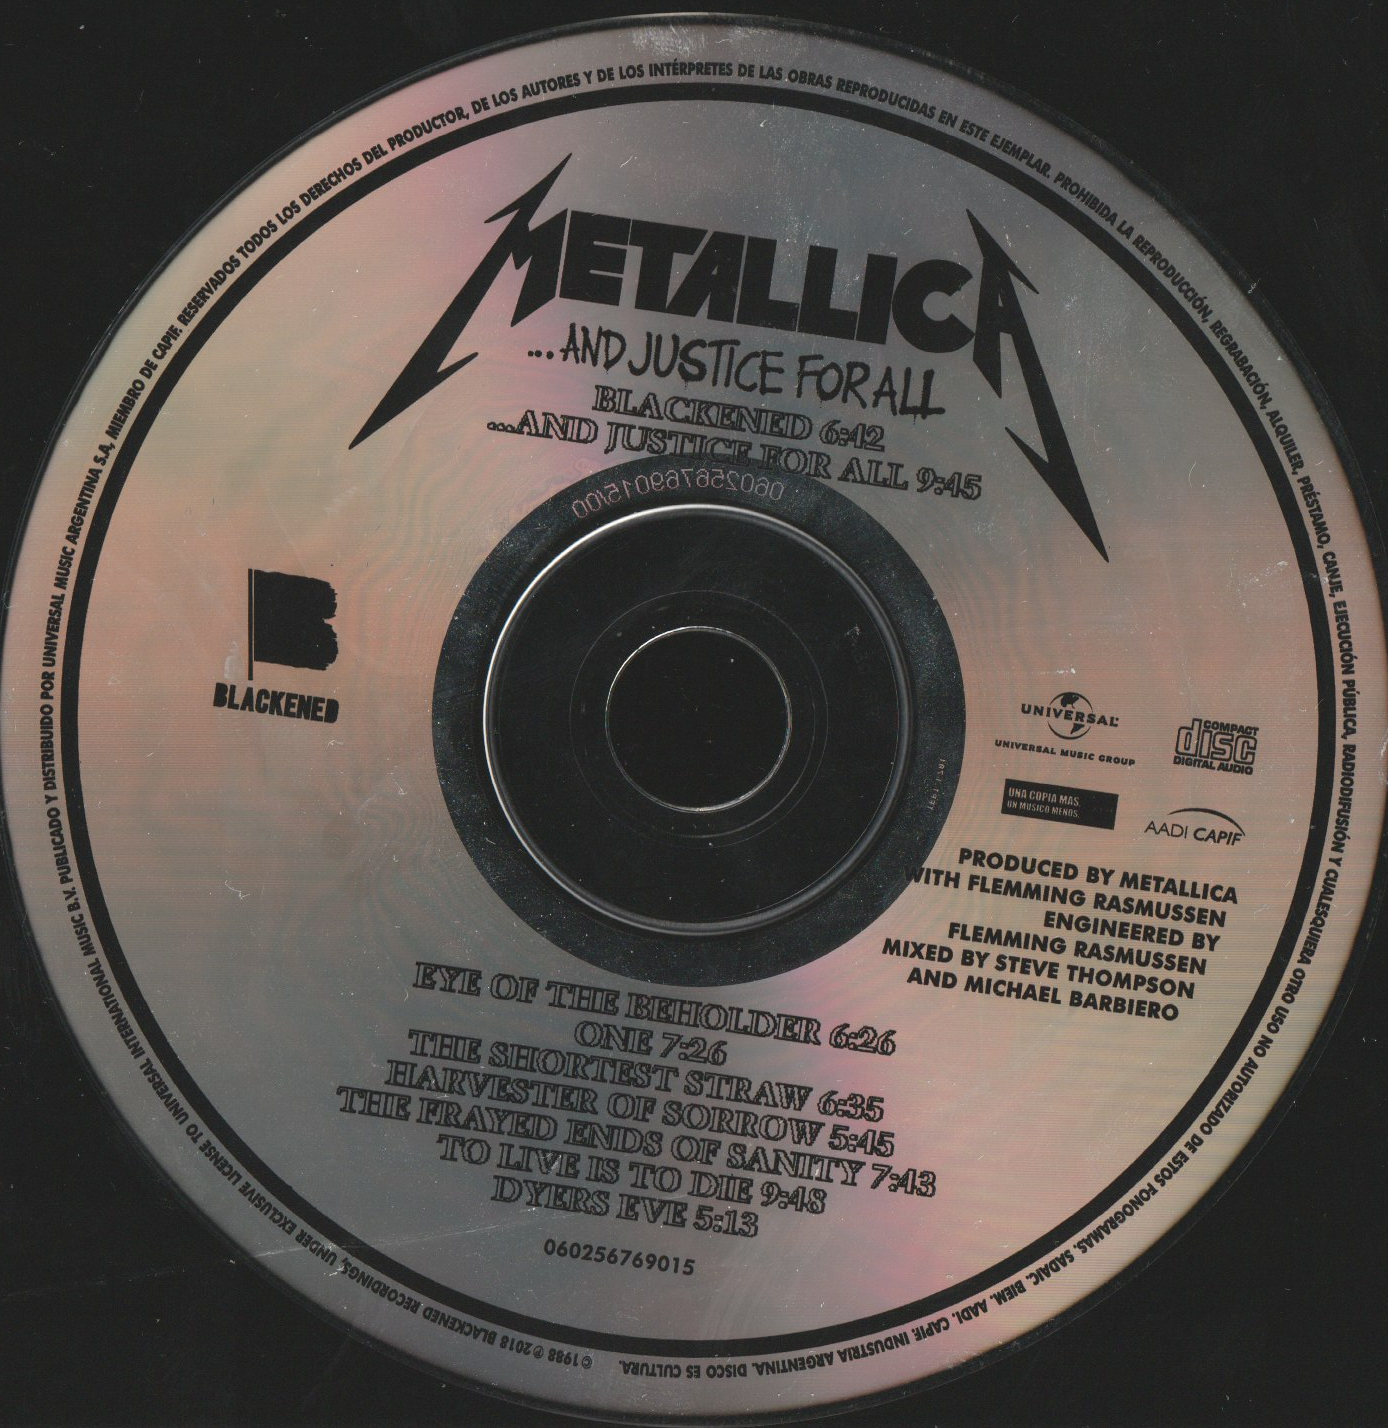 RESERVADOS TODOS LOS DERECHOS DEL PRODUCTOR, DE LOS AUTORES Y DE LOS INTÉRPRETES DE LAS OBRAS REPRODUCIDAS EN ESTE EJEMPLAR. PROHIBIDA LA REPRODUCCIÓN, REGRABACIÓN, ALQUILER, PRÉSTAMO, CANJE, EJECUCIÓN PÚBLICA, RADIODIFUSIÓN Y CUALESQUIERA OTRO USO NO AUTORIZADO DE ESTOS FONOGRAMAS. SADAIC. BIEM. AADI. CAPIF. INDUSTRIA ARGENTINA. DISCO ES CULTURA.
© 1988 ℗ 2018 BLACKENED RECORDINGS, UNDER EXCLUSIVE LICENSE TO UNIVERSAL INTERNATIONAL MUSIC B.V. PUBLICADO Y DISTRIBUIDO POR UNIVERSAL MUSIC ARGENTINA S.A, MIEMBRO DE CAPIF.
METALLICA
...AND JUSTICE FOR ALL
BLACKENED 6:42
...AND JUSTICE FOR ALL 9:45
060256769015/00
BLACKENED
UNIVERSAL
UNIVERSAL MUSIC GROUP
COMPACT
disc
DIGITAL AUDIO
UNA COPIA MAS,
UN MUSICO MENOS.
AADI CAPIF
PRODUCED BY METALLICA
WITH FLEMMING RASMUSSEN
ENGINEERED BY
FLEMMING RASMUSSEN
MIXED BY STEVE THOMPSON
AND MICHAEL BARBIERO
EYE OF THE BEHOLDER 6:26
ONE 7:26
THE SHORTEST STRAW 6:35
HARVESTER OF SORROW 5:45
THE FRAYED ENDS OF SANITY 7:43
TO LIVE IS TO DIE 9:48
DYERS EVE 5:13
060256769015